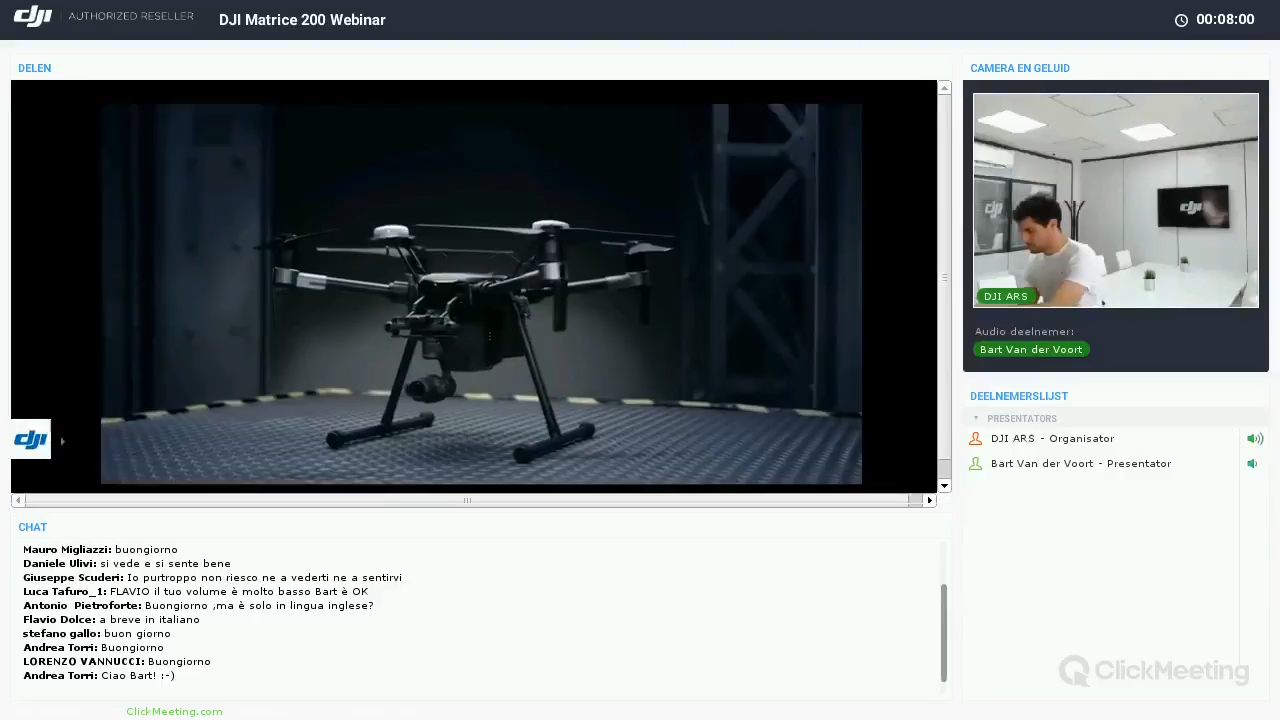 dji AUTHORIZED RESELLER DJI Matrice 200 Webinar 00:08:00
DELEN
dji
CAMERA EN GELUID
dji
dji
DJI ARS
Audio deelnemer:
Bart Van der Voort
DEELNEMERSLIJST
PRESENTATORS
DJI ARS - Organisator
Bart Van der Voort - Presentator
CHAT
Mauro Migliazzi: buongiorno
Daniele Ulivi: si vede e si sente bene
Giuseppe Scuderi: Io purtroppo non riesco ne a vederti ne a sentirvi
Luca Tafuro_1: FLAVIO il tuo volume è molto basso Bart è OK
Antonio Pietroforte: Buongiorno ,ma è solo in lingua inglese?
Flavio Dolce: a breve in italiano
stefano gallo: buon giorno
Andrea Torri: Buongiorno
LORENZO VANNUCCI: Buongiorno
Andrea Torri: Ciao Bart! :-)
ClickMeeting
ClickMeeting.com